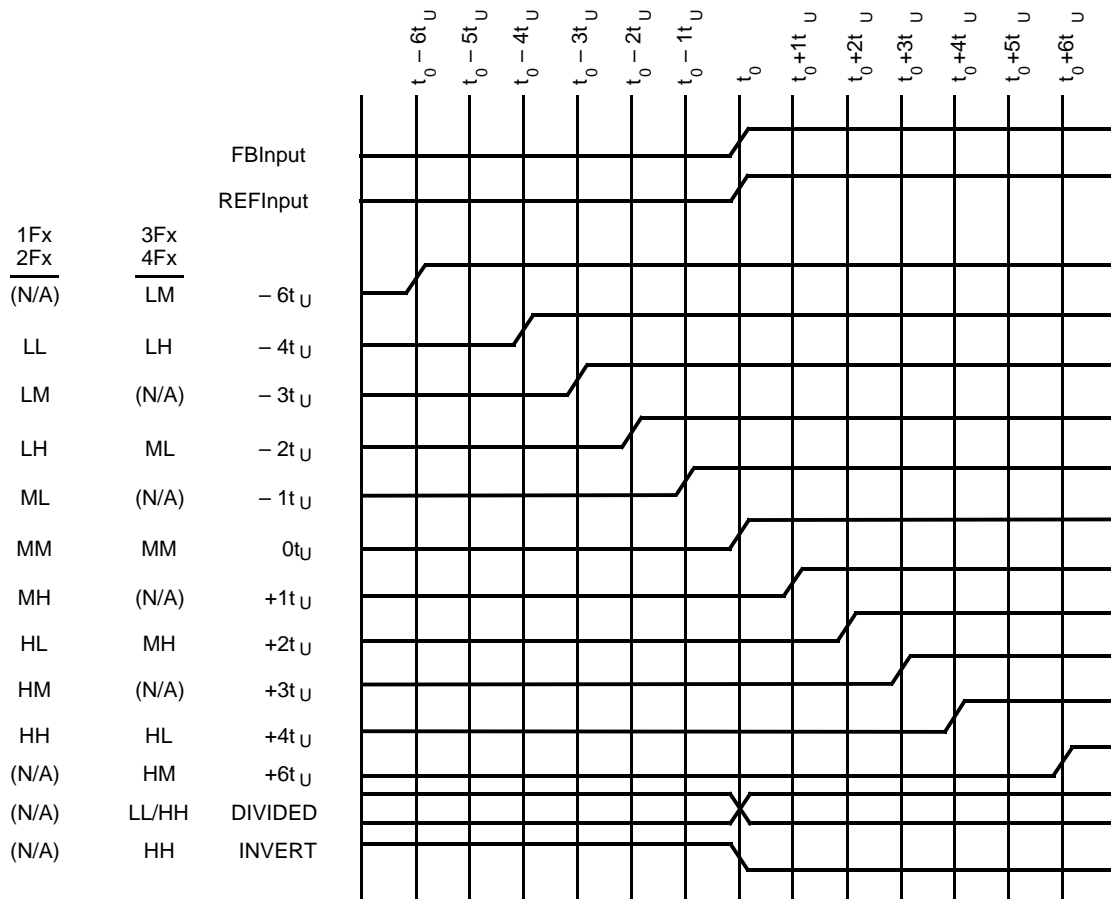 t0 – 6tU
t0 – 5tU
t0 – 4tU
t0 – 3tU
t0 – 2tU
t0 – 1tU
t0
t0+1tU
t0+2tU
t0+3tU
t0+4tU
t0+5tU
t0+6tU
FBInput
REFInput
1Fx 3Fx
2Fx 4Fx
(N/A) LM – 6tU
LL LH – 4tU
LM (N/A) – 3tU
LH ML – 2tU
ML (N/A) – 1tU
MM MM 0tU
MH (N/A) +1tU
HL MH +2tU
HM (N/A) +3tU
HH HL +4tU
(N/A) HM +6tU
(N/A) LL/HH DIVIDED
(N/A) HH INVERT